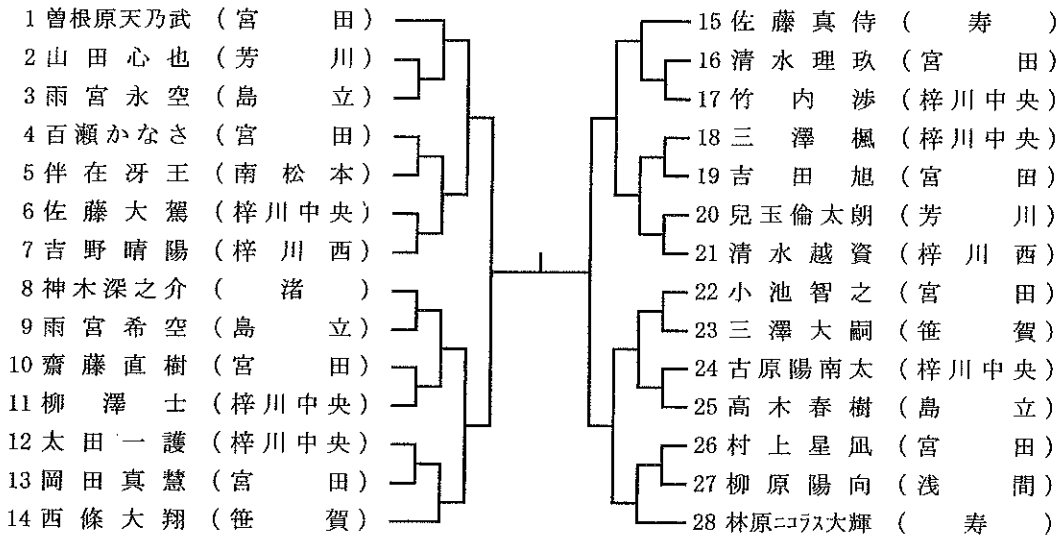 1 曽根原天乃武 (宮田)
2 山田心也 (芳川)
3 雨宮永空 (島立)
4 百瀬かなさ (宮田)
5 伴在冴王 (南松本)
6 佐藤大駕 (梓川中央)
7 吉野晴陽 (梓川西)
8 神木深之介 (渚)
9 雨宮希空 (島立)
10 齋藤直樹 (宮田)
11 柳澤士 (梓川中央)
12 太田一護 (梓川中央)
13 岡田真慧 (宮田)
14 西條大翔 (笹賀)
15 佐藤真侍 (寿)
16 清水理玖 (宮田)
17 竹内渉 (梓川中央)
18 三澤楓 (梓川中央)
19 吉田旭 (宮田)
20 兒玉倫太朗 (芳川)
21 清水越資 (梓川西)
22 小池智之 (宮田)
23 三澤大嗣 (笹賀)
24 古原陽南太 (梓川中央)
25 高木春樹 (島立)
26 村上星凪 (宮田)
27 柳原陽向 (浅間)
28 林原ニコラス大輝 (寿)